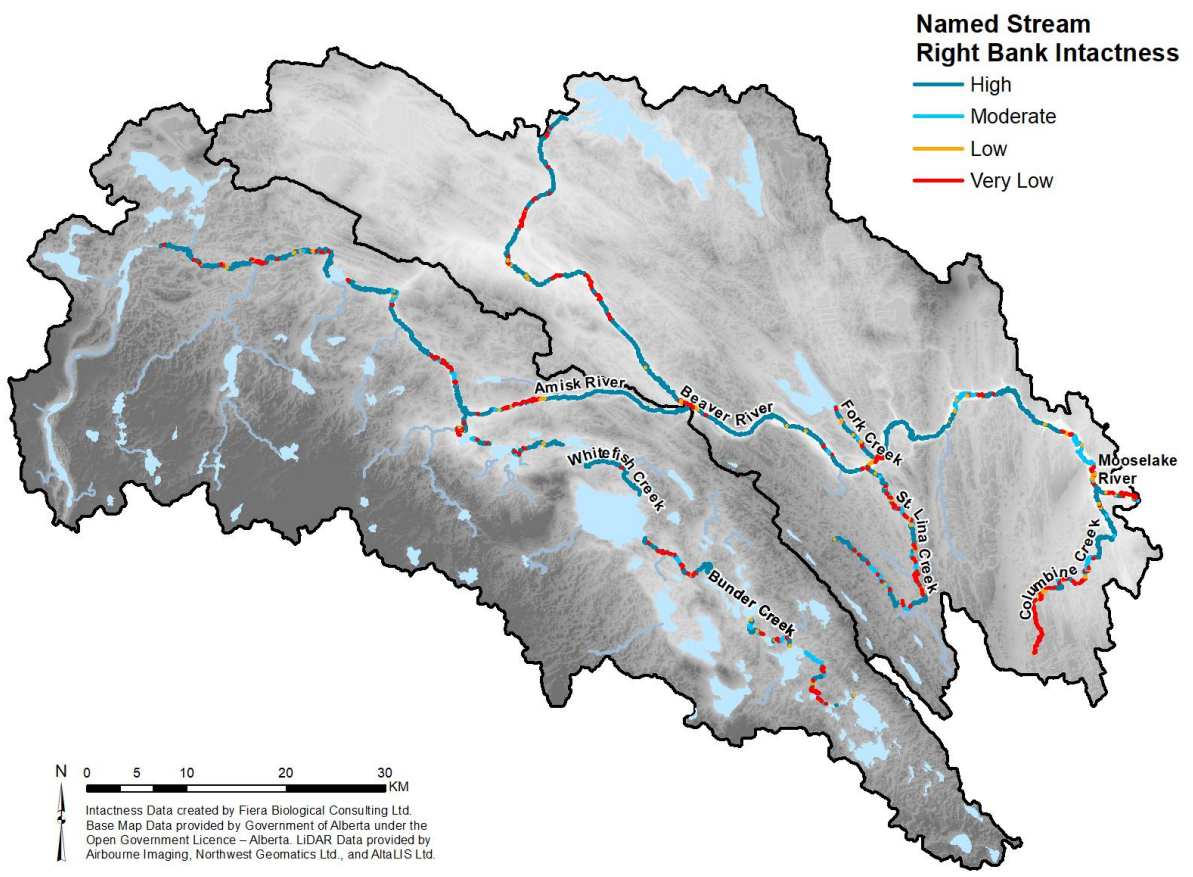 Named Stream
Right Bank Intactness
High
Moderate
Low
Very Low
Amisk River
Beaver River
Fork Creek
Mooselake
River
Whitefish Creek
St. Lina Creek
Columbine Creek
Bunder Creek
N
0 5 10 20 30
KM
Intactness Data created by Fiera Biological Consulting Ltd.
Base Map Data provided by Government of Alberta under the
Open Government Licence – Alberta. LiDAR Data provided by
Airbourne Imaging, Northwest Geomatics Ltd., and AltaLIS Ltd.